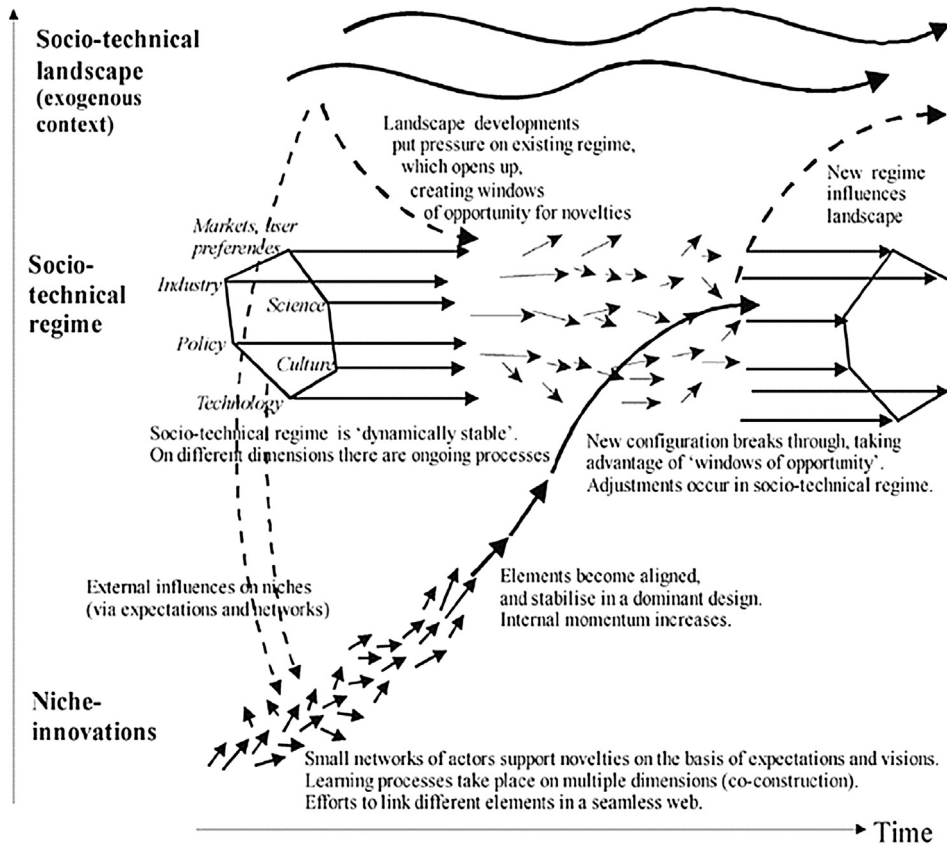 Socio-technical
landscape
(exogenous
context)
Landscape developments
put pressure on existing regime,
which opens up,
creating windows
of opportunity for novelties
New regime
influences
landscape
Markets, user
preferences
Industry
Science
Policy
Culture
Technology
Socio-
technical
regime
Socio-technical regime is ‘dynamically stable’.
On different dimensions there are ongoing processes
New configuration breaks through, taking
advantage of ‘windows of opportunity’.
Adjustments occur in socio-technical regime.
External influences on niches
(via expectations and networks)
Elements become aligned,
and stabilise in a dominant design.
Internal momentum increases.
Niche-
innovations
Small networks of actors support novelties on the basis of expectations and visions.
Learning processes take place on multiple dimensions (co-construction).
Efforts to link different elements in a seamless web.
Time